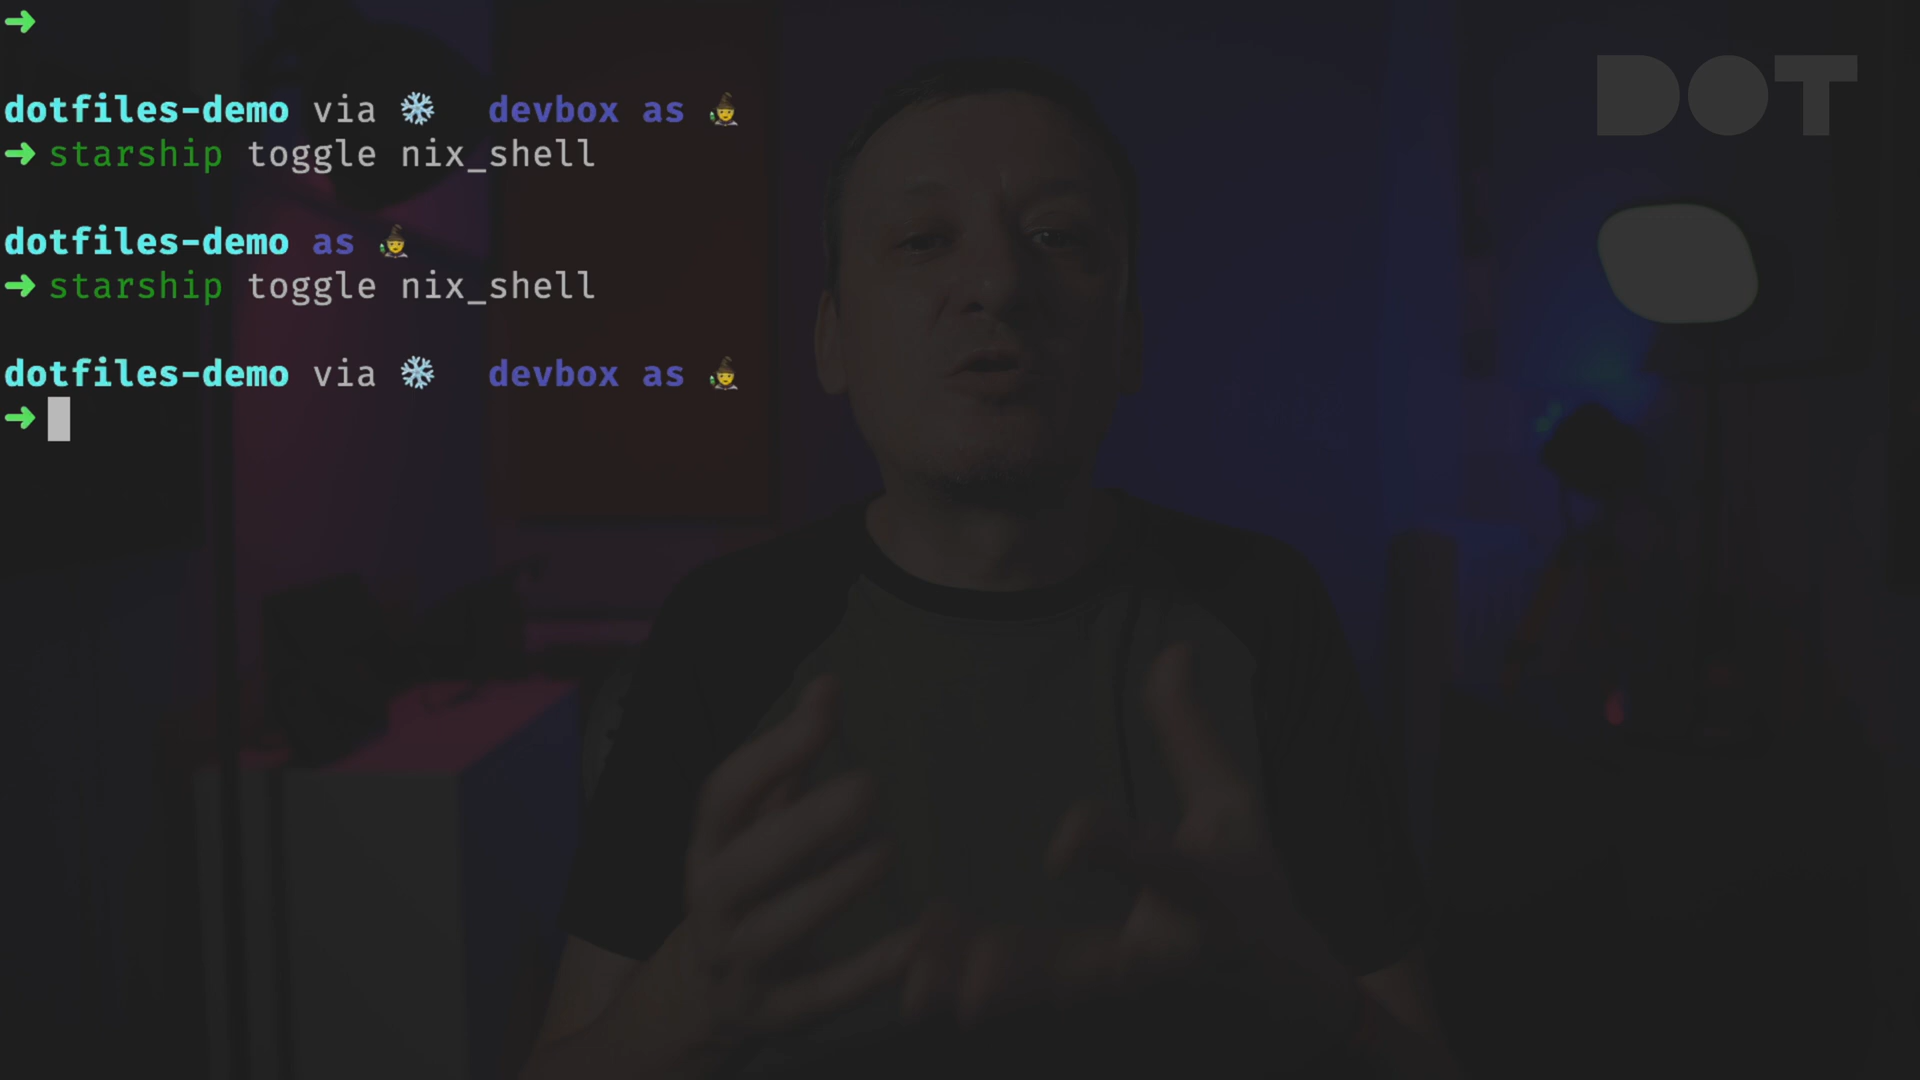 ➜
DOT
dotfiles-demo via ❄️ devbox as 🧙‍♀️
➜ starship toggle nix_shell
dotfiles-demo as 🧙‍♀️
➜ starship toggle nix_shell
dotfiles-demo via ❄️ devbox as 🧙‍♀️
➜